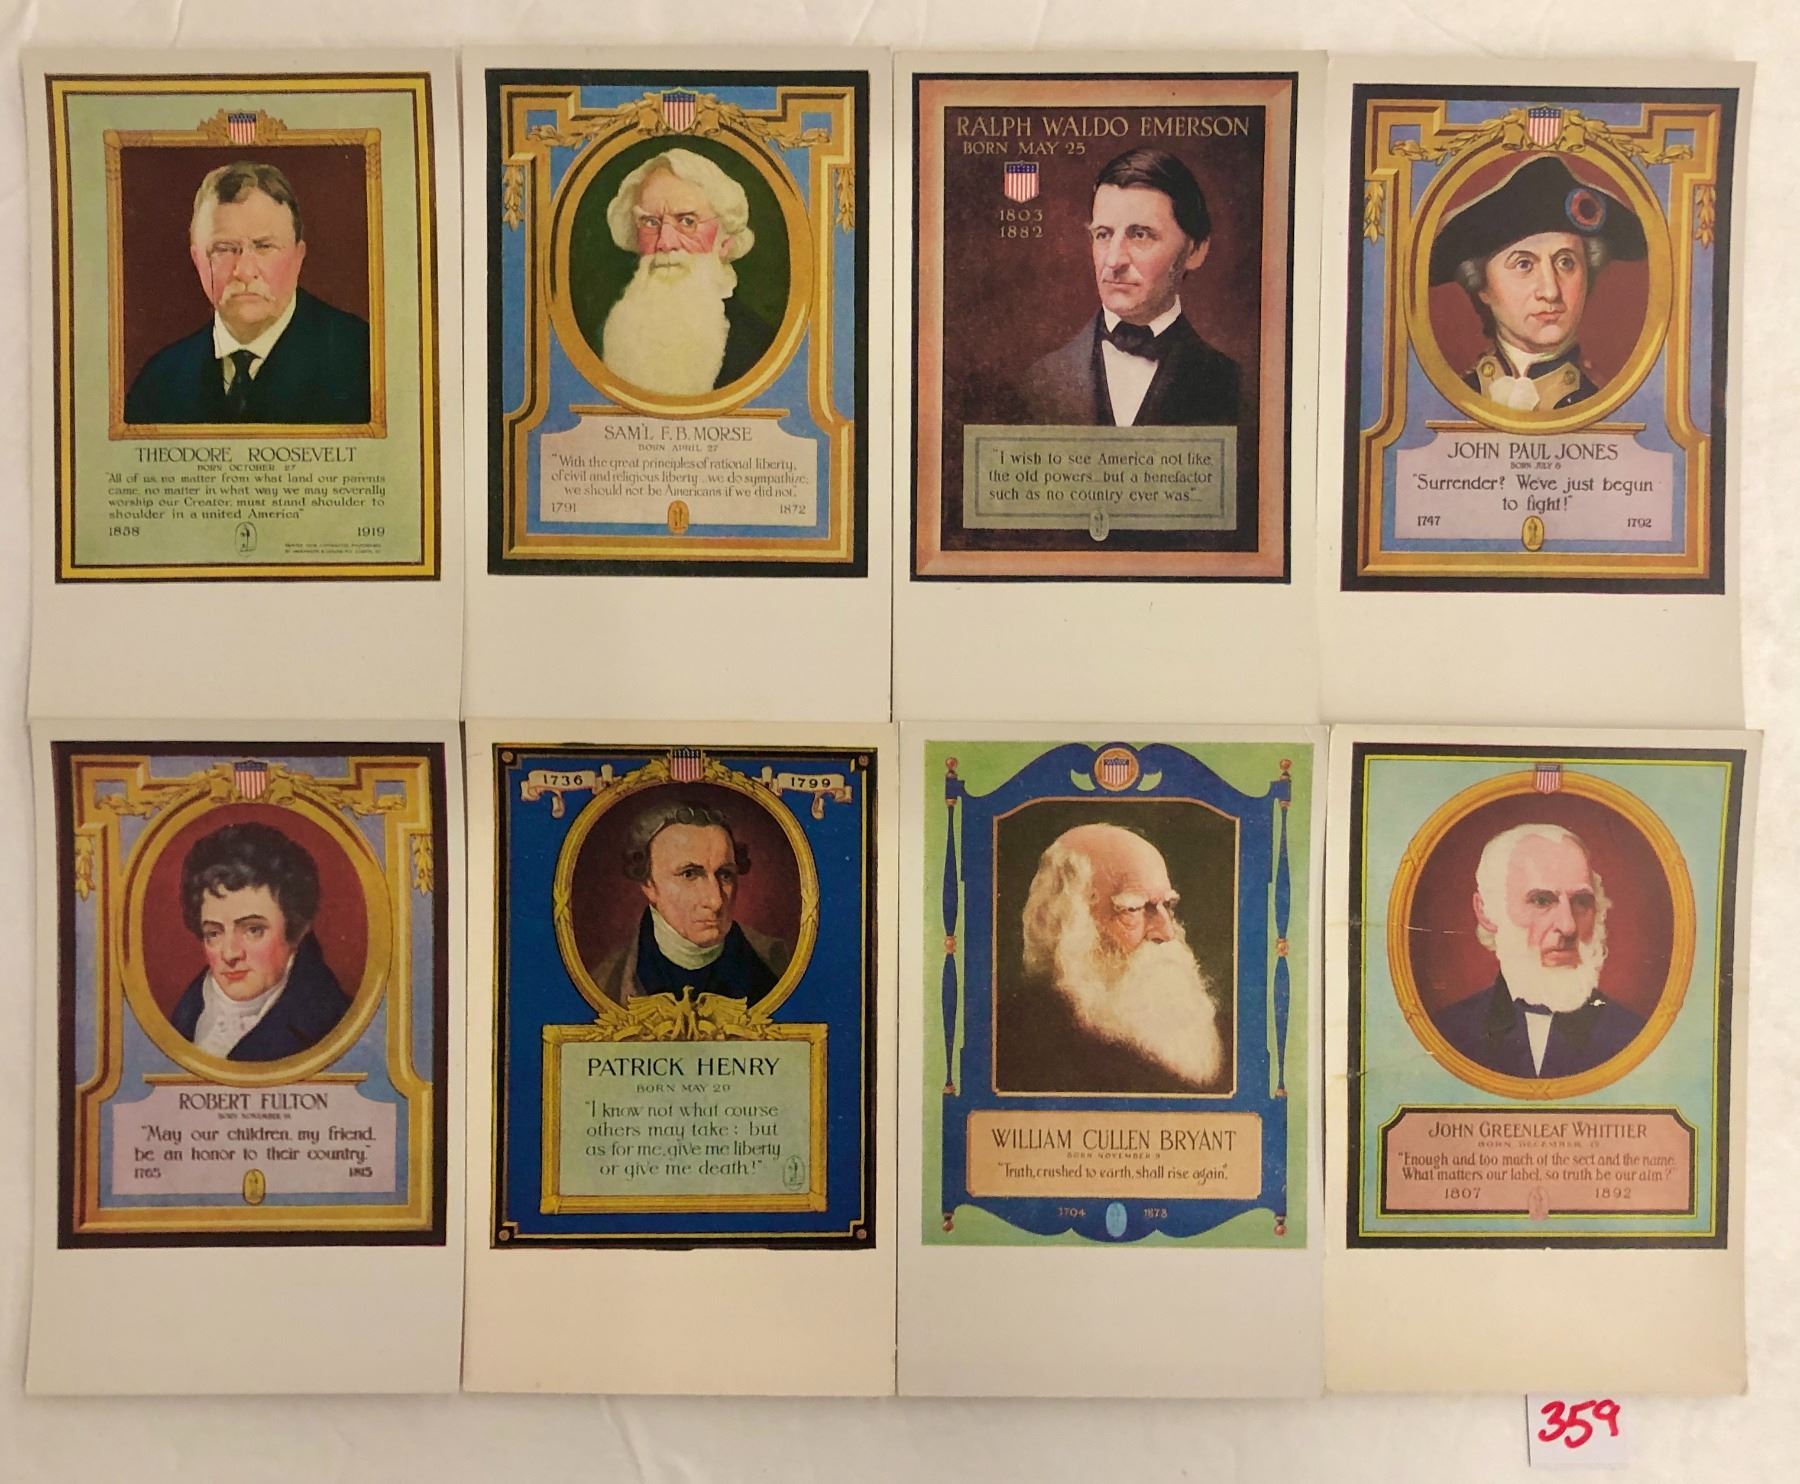 THEODORE ROOSEVELT
BORN OCTOBER 27
"All of us, no matter from what land our parents
came, no matter in what way we may severally
worship our Creator, must stand shoulder to
shoulder in a united America"
1858 1919
SAM'L F. B. MORSE
BORN APRIL 27
"With the great principles of rational liberty,
of civil and religious liberty... we do sympathize;
we should not be Americans if we did not."
1791 1872
RALPH WALDO EMERSON
BORN MAY 25
1803
1882
"I wish to see America not like
the old powers... but a benefactor
such as no country ever was"...
JOHN PAUL JONES
BORN JULY 6
"Surrender? We've just begun
to fight!"
1747 1792
ROBERT FULTON
BORN NOVEMBER 14
"May our children, my friend,
be an honor to their country."
1765 1815
1736 1799
PATRICK HENRY
BORN MAY 29
"I know not what course
others may take: but
as for me, give me liberty
or give me death!"
WILLIAM CULLEN BRYANT
BORN NOVEMBER 3
"Truth, crushed to earth, shall rise again."
1794 1878
JOHN GREENLEAF WHITTIER
BORN DECEMBER 17
"Enough and too much of the sect and the name.
What matters our label, so truth be our aim?"
1807 1892
359